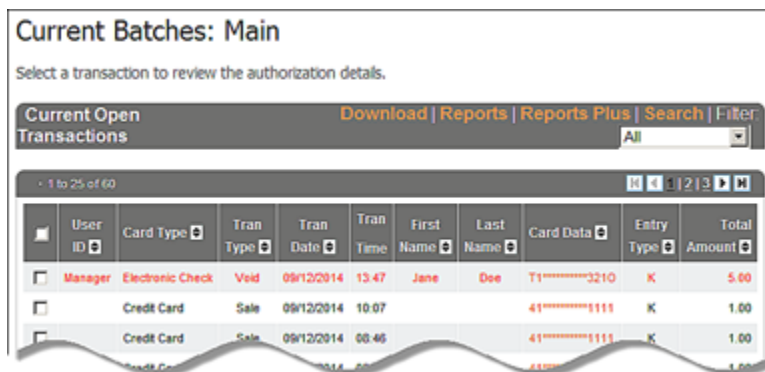 Current Batches: Main
Select a transaction to review the authorization details.
Current Open Transactions
Download | Reports | Reports Plus | Search | Filter:
All
1 to 25 of 60
1 | 2 | 3
User ID Card Type Tran Type Tran Date Tran Time First Name Last Name Card Data Entry Type Total Amount
Manager Electronic Check Void 09/12/2014 13:47 Jane Doe T1**********3210 K 5.00
Credit Card Sale 09/12/2014 10:07 41**********1111 K 1.00
Credit Card Sale 09/12/2014 08:46 41**********1111 K 1.00